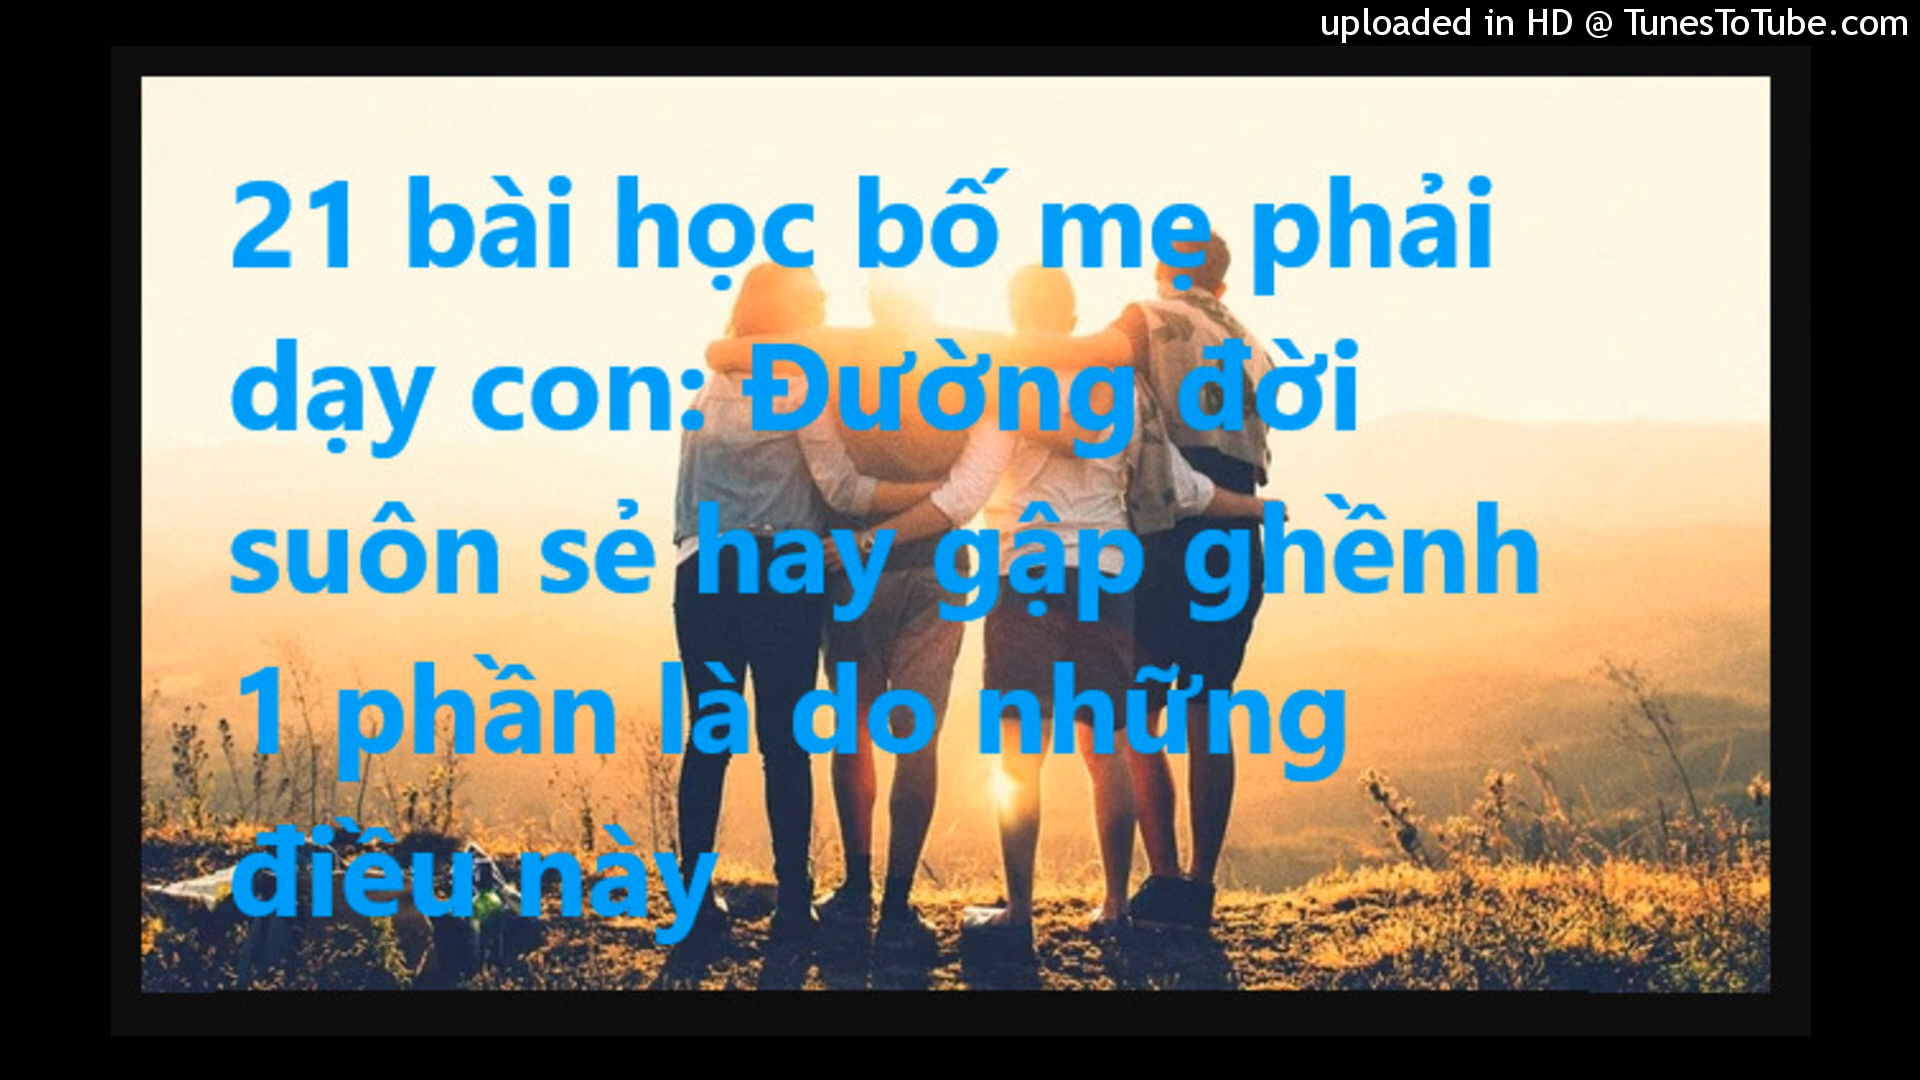 uploaded in HD @ TunesToTube.com
21 bài học bố mẹ phải
dạy con: Đường đời
suôn sẻ hay gập ghềnh
1 phần là do những
điều này